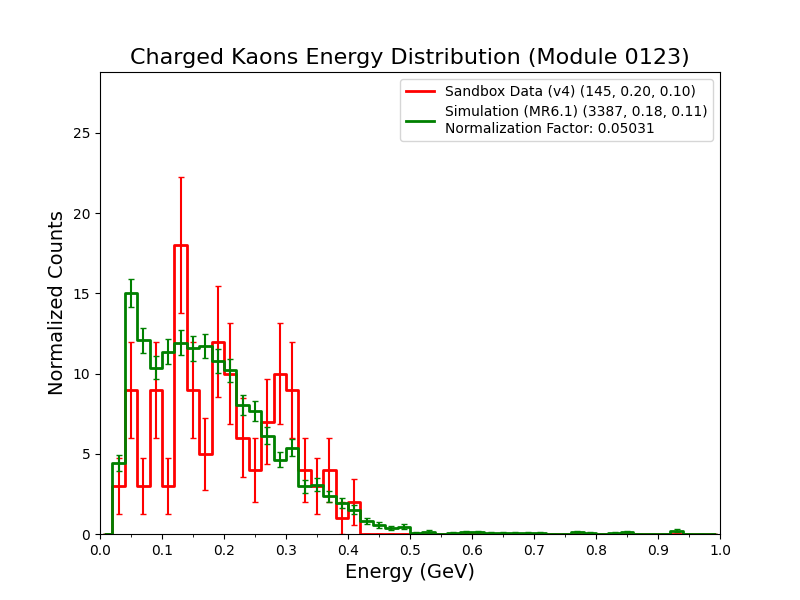 Charged Kaons Energy Distribution (Module 0123)
Sandbox Data (v4) (145, 0.20, 0.10)
Simulation (MR6.1) (3387, 0.18, 0.11)
Normalization Factor: 0.05031
Normalized Counts
25
20
15
10
5
0
0.0 0.1 0.2 0.3 0.4 0.5 0.6 0.7 0.8 0.9 1.0
Energy (GeV)